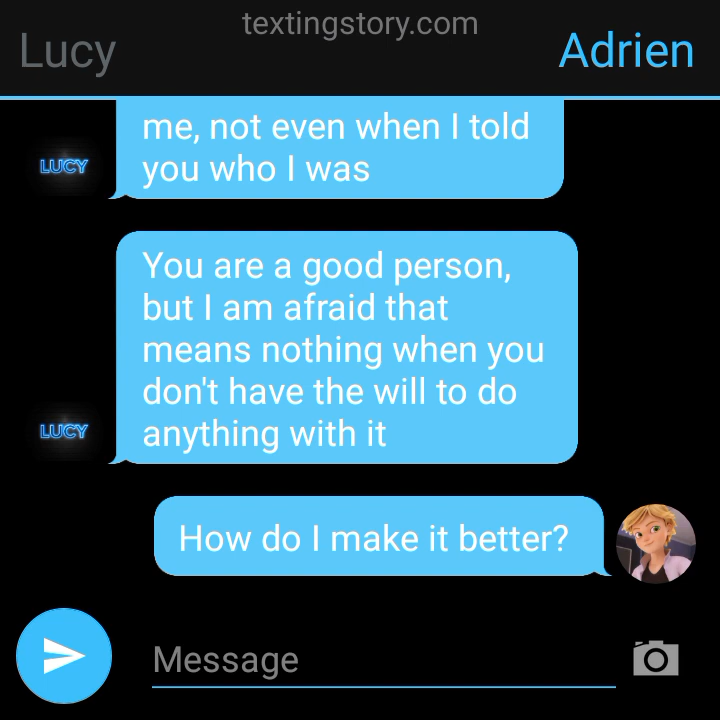 textingstory.com
Lucy
Adrien
me, not even when I told
you who I was
LUCY
You are a good person,
but I am afraid that
means nothing when you
don't have the will to do
anything with it
LUCY
How do I make it better?
Message